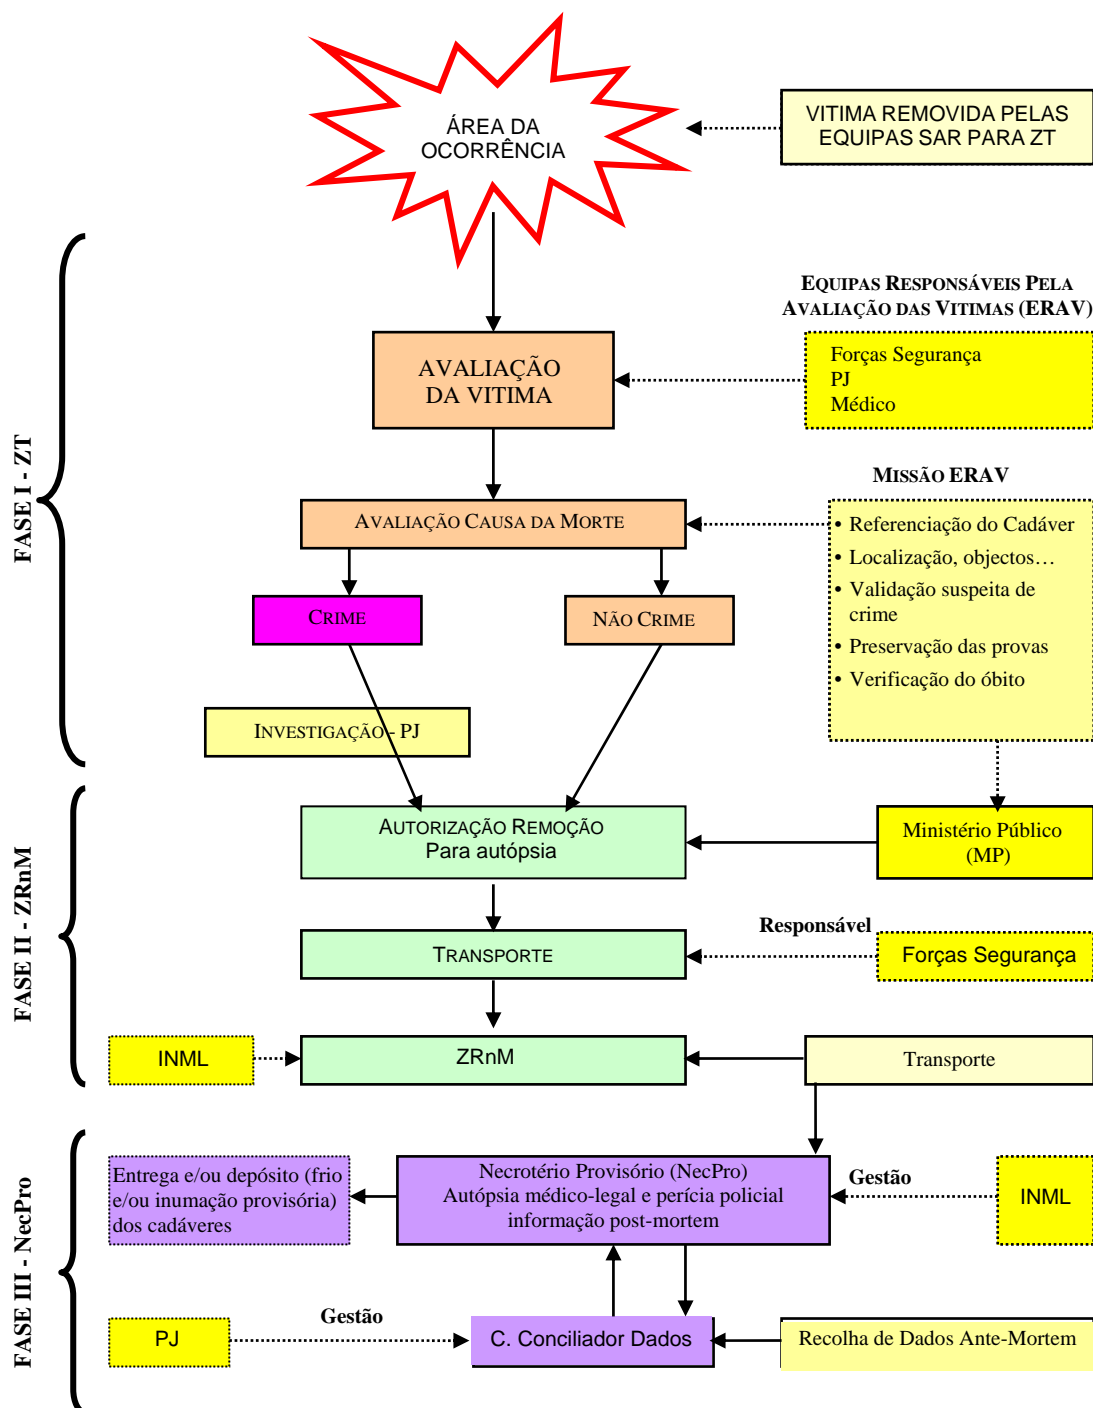 ÁREA DA
OCORRÊNCIA
VITIMA REMOVIDA PELAS
EQUIPAS SAR PARA ZT
FASE I - ZT
EQUIPAS RESPONSÁVEIS PELA
AVALIAÇÃO DAS VITIMAS (ERAV)
AVALIAÇÃO
DA VITIMA
Forças Segurança
PJ
Médico
MISSÃO ERAV
AVALIAÇÃO CAUSA DA MORTE
• Referenciação do Cadáver
• Localização, objectos…
• Validação suspeita de
crime
• Preservação das provas
• Verificação do óbito
CRIME
NÃO CRIME
INVESTIGAÇÃO - PJ
FASE II - ZRnM
AUTORIZAÇÃO REMOÇÃO
Para autópsia
Ministério Público
(MP)
TRANSPORTE
Responsável
Forças Segurança
INML
ZRnM
Transporte
FASE III - NecPro
Entrega e/ou depósito (frio
e/ou inumação provisória)
dos cadáveres
Necrotério Provisório (NecPro)
Autópsia médico-legal e perícia policial
informação post-mortem
Gestão
INML
PJ
Gestão
C. Conciliador Dados
Recolha de Dados Ante-Mortem